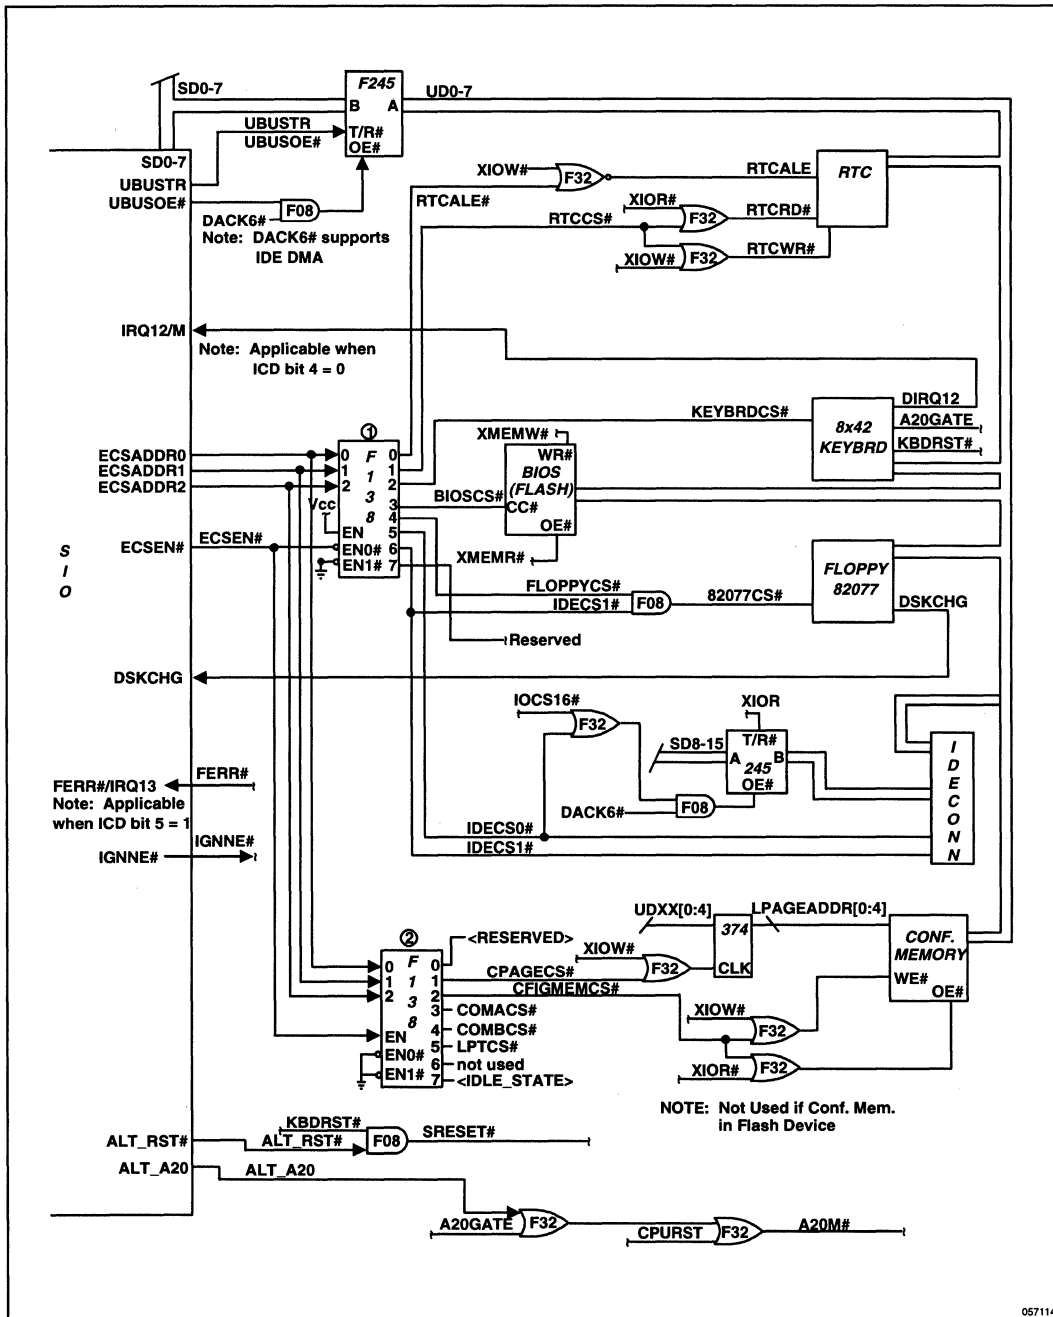 SD0-7
F245
B A
T/R#
OE#
UD0-7
UBUSTR
UBUSOE#
SD0-7
UBUSTR
UBUSOE#
DACK6#
F08
Note: DACK6# supports
IDE DMA
XIOW#
F32
RTCALE
RTC
RTCALE#
XIOR#
RTCCS#
F32
RTCRD#
XIOW#
F32
RTCWR#
IRQ12/M
Note: Applicable when
ICD bit 4 = 0
DIRQ12
KEYBRDCS#
8x42
KEYBRD
A20GATE
KBDRST#
①
XMEMW#
WR#
BIOS
(FLASH)
CC#
OE#
BIOSCS#
XMEMR#
ECSADDR0
ECSADDR1
ECSADDR2
0
1
2
F
1
3
8
0
1
2
3
4
5
6
7
Vcc
EN
EN0#
EN1#
S
I
O
ECSEN#
ECSEN#
FLOPPY
82077
FLOPPYCS#
IDECS1#
F08
82077CS#
DSKCHG
Reserved
DSKCHG
IOCS16#
F32
XIOR
SD8-15
T/R#
A B
245
OE#
I
D
E
C
O
N
N
DACK6#
F08
FERR#/IRQ13
FERR#
Note: Applicable
when ICD bit 5 = 1
IGNNE#
IGNNE#
IDECS0#
IDECS1#
UDXX[0:4]
374
CLK
LPAGEADDR[0:4]
CONF.
MEMORY
WE#
OE#
②
<RESERVED>
XIOW#
F32
0
1
2
F
1
3
8
0
1
2
3
4
5
6
7
EN
EN0#
EN1#
CPAGECS#
CFIGMEMCS#
COMACS#
COMBCS#
LPTCS#
not used
<IDLE_STATE>
XIOW#
F32
XIOR#
F32
NOTE: Not Used if Conf. Mem.
in Flash Device
KBDRST#
ALT_RST#
ALT_RST#
F08
SRESET#
ALT_A20
ALT_A20
A20GATE
F32
CPURST
F32
A20M#
057114